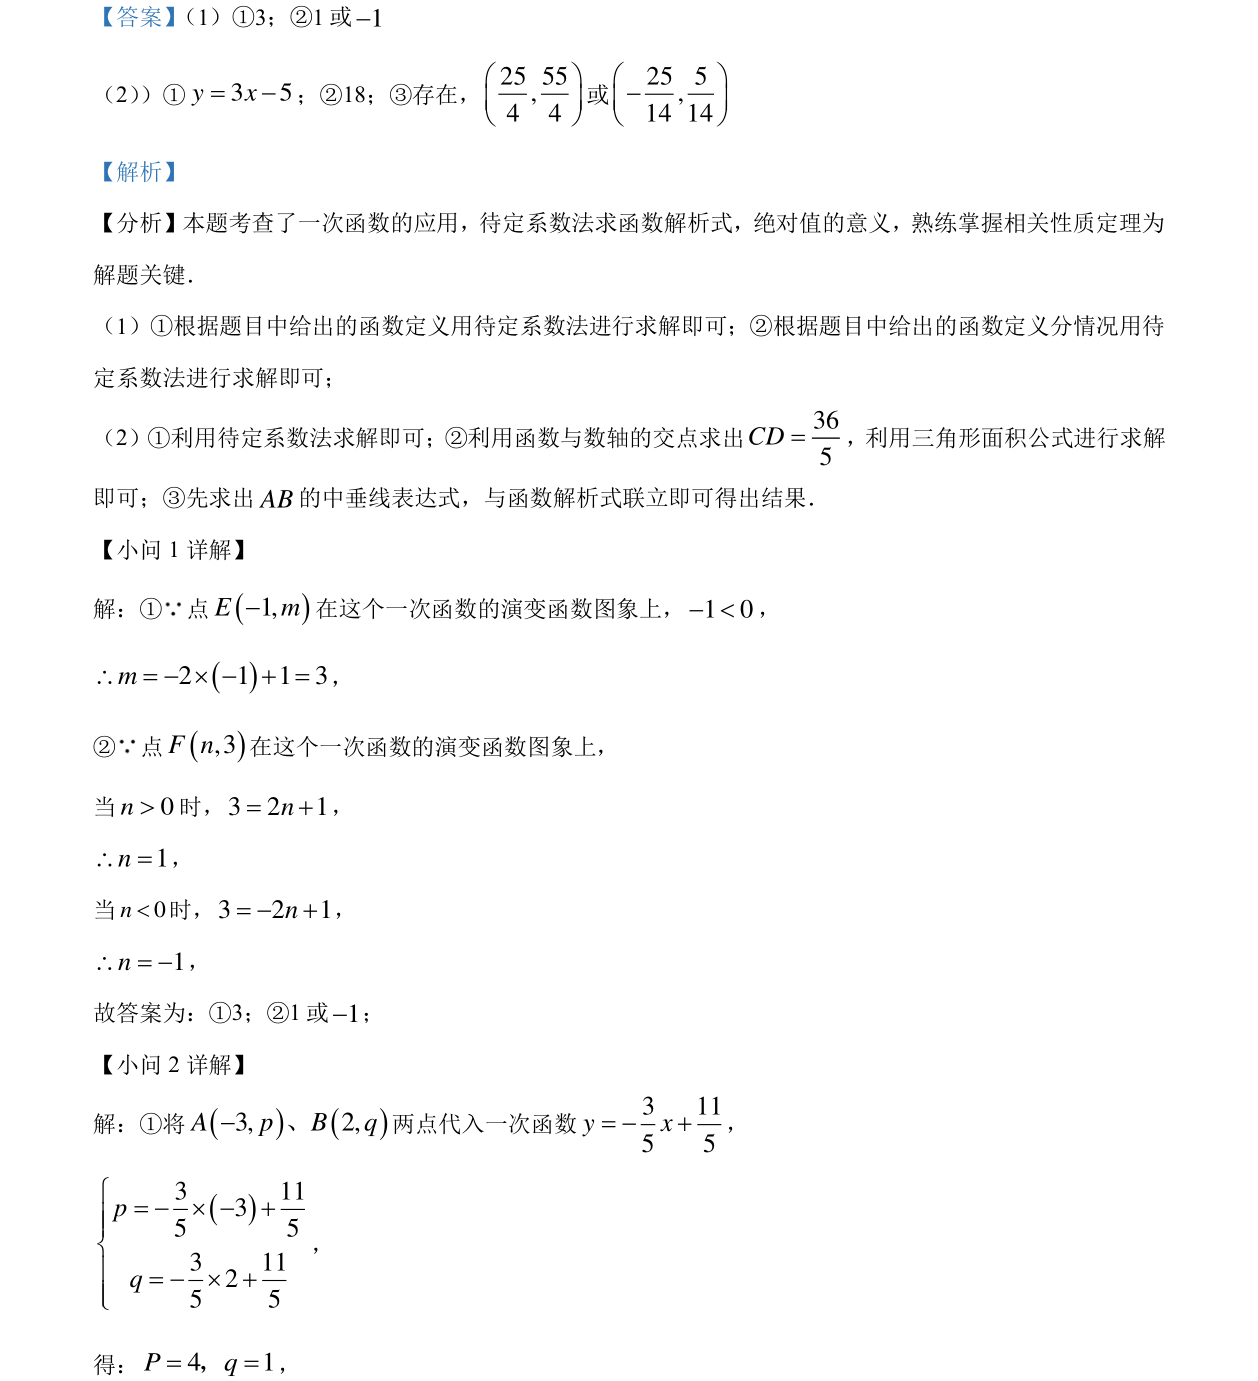 【答案】（1）①3；②1 或 −1
（2））① y = 3x − 5；②18；③存在，(25/4, 55/4) 或 (−25/14, 5/14)
【解析】
【分析】本题考查了一次函数的应用，待定系数法求函数解析式，绝对值的意义，熟练掌握相关性质定理为
解题关键．
（1）①根据题目中给出的函数定义用待定系数法进行求解即可；②根据题目中给出的函数定义分情况用待
定系数法进行求解即可；
（2）①利用待定系数法求解即可；②利用函数与数轴的交点求出 CD = 36/5，利用三角形面积公式进行求解
即可；③先求出 AB 的中垂线表达式，与函数解析式联立即可得出结果．
【小问 1 详解】
解：①∵点 E(−1, m) 在这个一次函数的演变函数图象上，−1 < 0，
∴ m = −2×(−1)+1 = 3，
②∵点 F(n,3) 在这个一次函数的演变函数图象上，
当 n > 0 时，3 = 2n +1，
∴ n = 1，
当 n < 0 时，3 = −2n +1，
∴ n = −1，
故答案为：①3；②1 或 −1；
【小问 2 详解】
解：①将 A(−3, p)、B(2, q) 两点代入一次函数 y = −3/5 x + 11/5，
{ p = −3/5 ×(−3)+ 11/5
q = −3/5 × 2 + 11/5 ，
得：P = 4，q = 1，